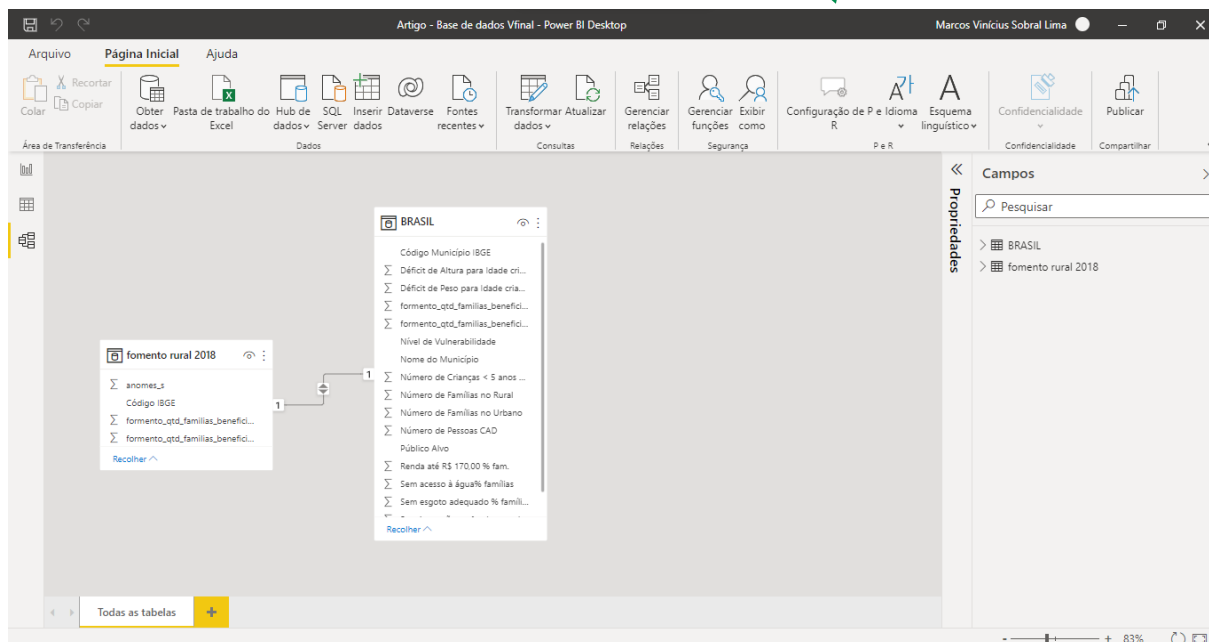 Artigo - Base de dados Vfinal - Power BI Desktop
Marcos Vinícius Sobral Lima
Arquivo Página Inicial Ajuda
Colar
Recortar
Copiar
Obter dados
Pasta de trabalho do Excel
Hub de dados
SQL Server
Inserir dados
Dataverse
Fontes recentes
Transformar dados
Atualizar
Gerenciar relações
Gerenciar funções
Exibir como
Configuração de P e R
Idioma
Esquema linguístico
Confidencialidade
Publicar
Área de Transferência
Dados
Consultas
Relações
Segurança
P e R
Confidencialidade
Compartilhar
fomento rural 2018
anomes_s
Código IBGE
formento_qtd_familias_benefici...
formento_qtd_familias_benefici...
Recolher
1
1
BRASIL
Código Município IBGE
Déficit de Altura para Idade cri...
Déficit de Peso para Idade cria...
formento_qtd_familias_benefici...
formento_qtd_familias_benefici...
Nível de Vulnerabilidade
Nome do Município
Número de Crianças < 5 anos ...
Número de Famílias no Rural
Número de Famílias no Urbano
Número de Pessoas CAD
Público Alvo
Renda até R$ 170,00 % fam.
Sem acesso à água% famílias
Sem esgoto adequado % famíli...
Recolher
Propriedades
Campos
Pesquisar
BRASIL
fomento rural 2018
Todas as tabelas
83%